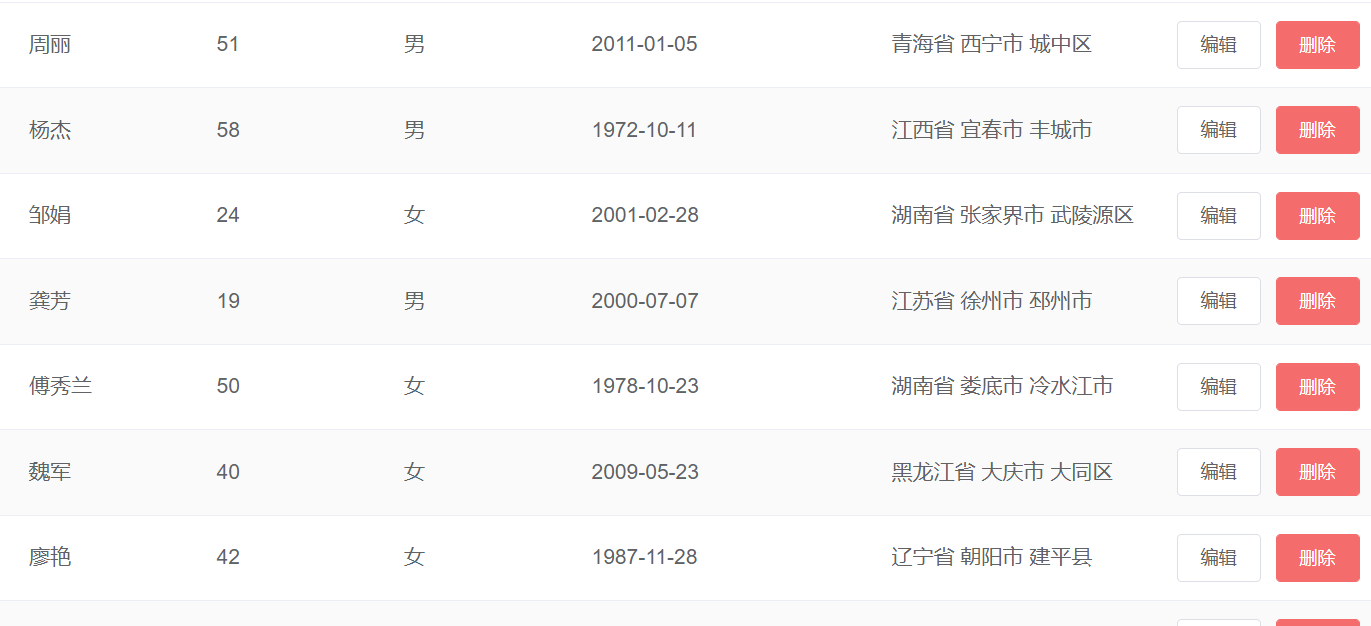 周丽 51 男 2011-01-05 青海省 西宁市 城中区 编辑 删除
杨杰 58 男 1972-10-11 江西省 宜春市 丰城市 编辑 删除
邹娟 24 女 2001-02-28 湖南省 张家界市 武陵源区 编辑 删除
龚芳 19 男 2000-07-07 江苏省 徐州市 邳州市 编辑 删除
傅秀兰 50 女 1978-10-23 湖南省 娄底市 冷水江市 编辑 删除
魏军 40 女 2009-05-23 黑龙江省 大庆市 大同区 编辑 删除
廖艳 42 女 1987-11-28 辽宁省 朝阳市 建平县 编辑 删除